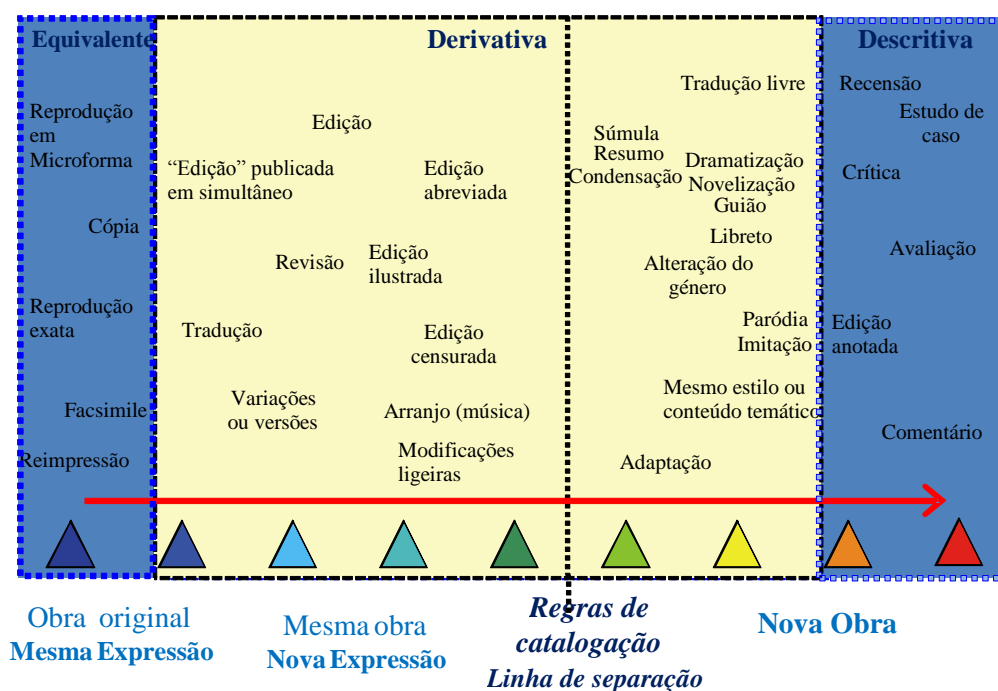 Equivalente
Derivativa
Descritiva
Reprodução
em
Microforma
Cópia
Reprodução
exata
Facsimile
Reimpressão
Edição
“Edição” publicada
em simultâneo
Edição
abreviada
Revisão
Edição
ilustrada
Tradução
Edição
censurada
Variações
ou versões
Arranjo (música)
Modificações
ligeiras
Tradução livre
Súmula
Resumo
Condensação
Dramatização
Novelização
Guião
Libreto
Alteração do
género
Paródia
Imitação
Mesmo estilo ou
conteúdo temático
Adaptação
Recensão
Estudo de
caso
Crítica
Avaliação
Edição
anotada
Comentário
Obra original
Mesma Expressão
Mesma obra
Nova Expressão
Regras de
catalogação
Linha de separação
Nova Obra